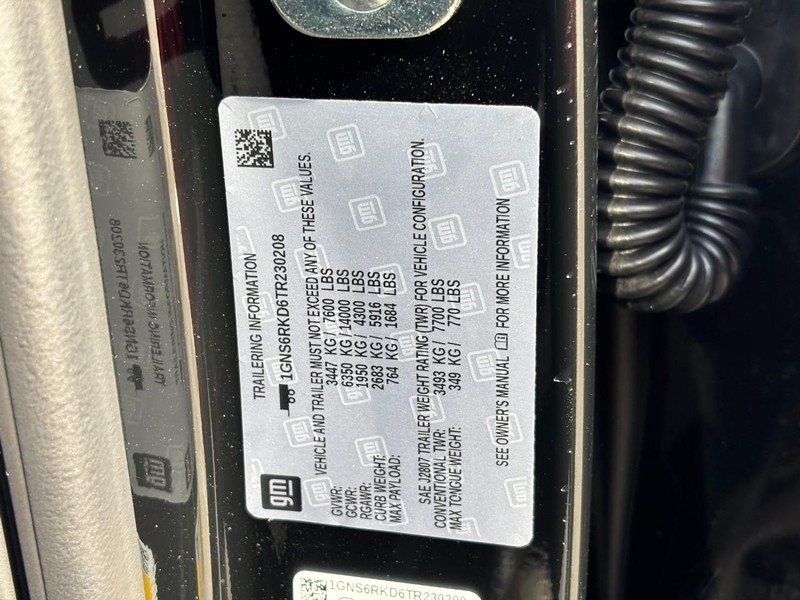 TRAILERING INFORMATION
1GNS6RKD6TR230208
VEHICLE AND TRAILER MUST NOT EXCEED ANY OF THESE VALUES.
GVWR: 3447 KG / 7600 LBS
GCWR: 6350 KG / 14000 LBS
RGAWR: 1950 KG / 4300 LBS
CURB WEIGHT: 2683 KG / 5916 LBS
MAX PAYLOAD: 764 KG / 1684 LBS
SAE J2807 TRAILER WEIGHT RATING (TWR) FOR VEHICLE CONFIGURATION.
CONVENTIONAL TWR: 3493 KG / 7700 LBS
MAX TONGUE WEIGHT: 349 KG / 770 LBS
SEE OWNER'S MANUAL FOR MORE INFORMATION
gm
1GNS6RKD6TR230208